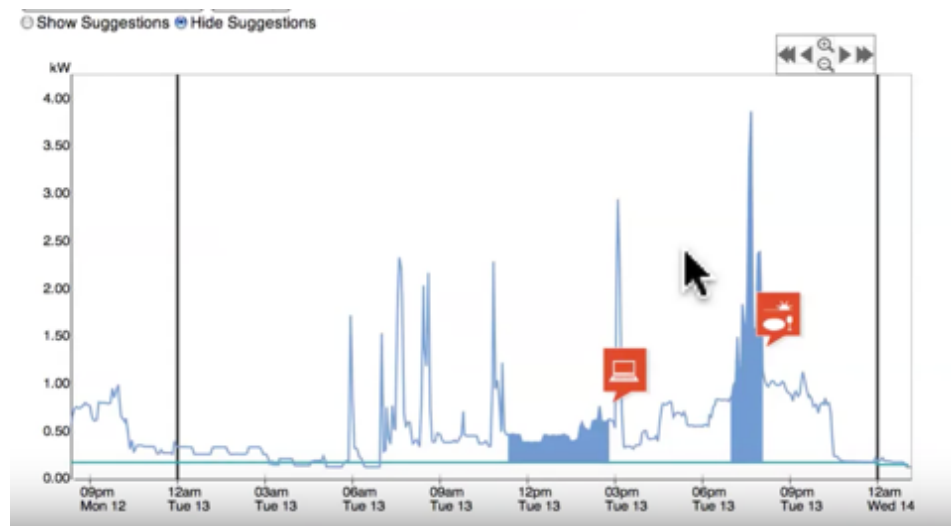 Show Suggestions Hide Suggestions
kW
4.00
3.50
3.00
2.50
2.00
1.50
1.00
0.50
0.00
09pm 12am 03am 06am 09am 12pm 03pm 06pm 09pm 12am
Mon 12 Tue 13 Tue 13 Tue 13 Tue 13 Tue 13 Tue 13 Tue 13 Tue 13 Wed 14